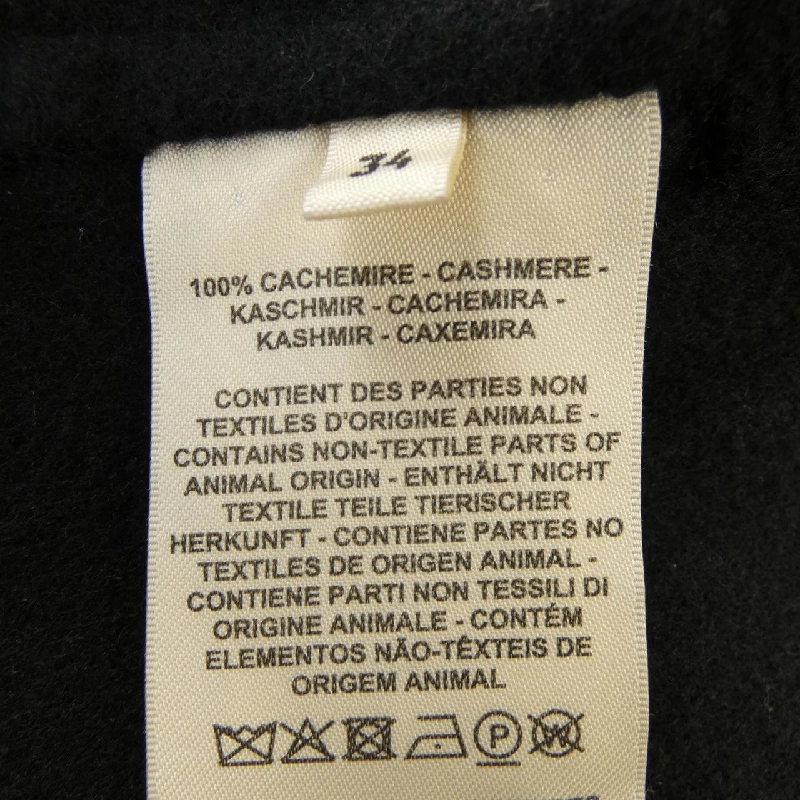 34
100% CACHEMIRE - CASHMERE -
KASCHMIR - CACHEMIRA -
KASHMIR - CAXEMIRA
CONTIENT DES PARTIES NON
TEXTILES D'ORIGINE ANIMALE -
CONTAINS NON-TEXTILE PARTS OF
ANIMAL ORIGIN - ENTHÄLT NICHT
TEXTILE TEILE TIERISCHER
HERKUNFT - CONTIENE PARTES NO
TEXTILES DE ORIGEN ANIMAL -
CONTIENE PARTI NON TESSILI DI
ORIGINE ANIMALE - CONTÉM
ELEMENTOS NÃO-TÊXTEIS DE
ORIGEM ANIMAL
P W